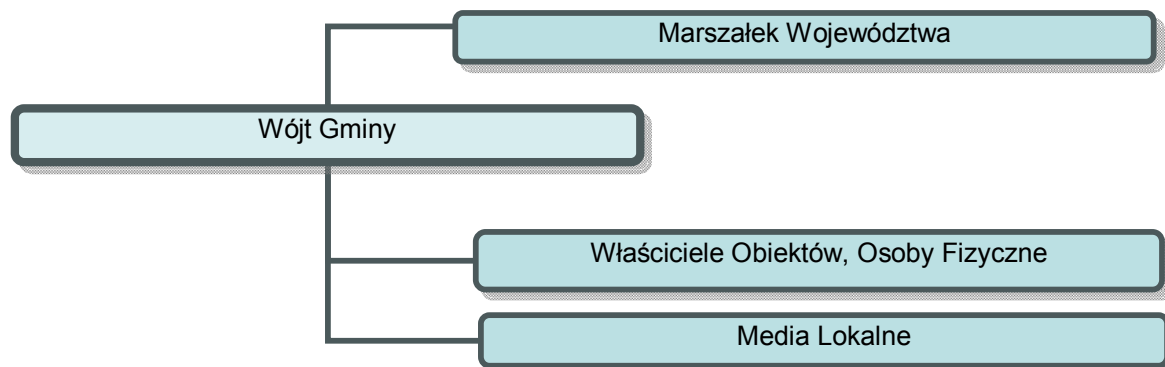 Marszałek Województwa
Wójt Gminy
Właściciele Obiektów, Osoby Fizyczne
Media Lokalne